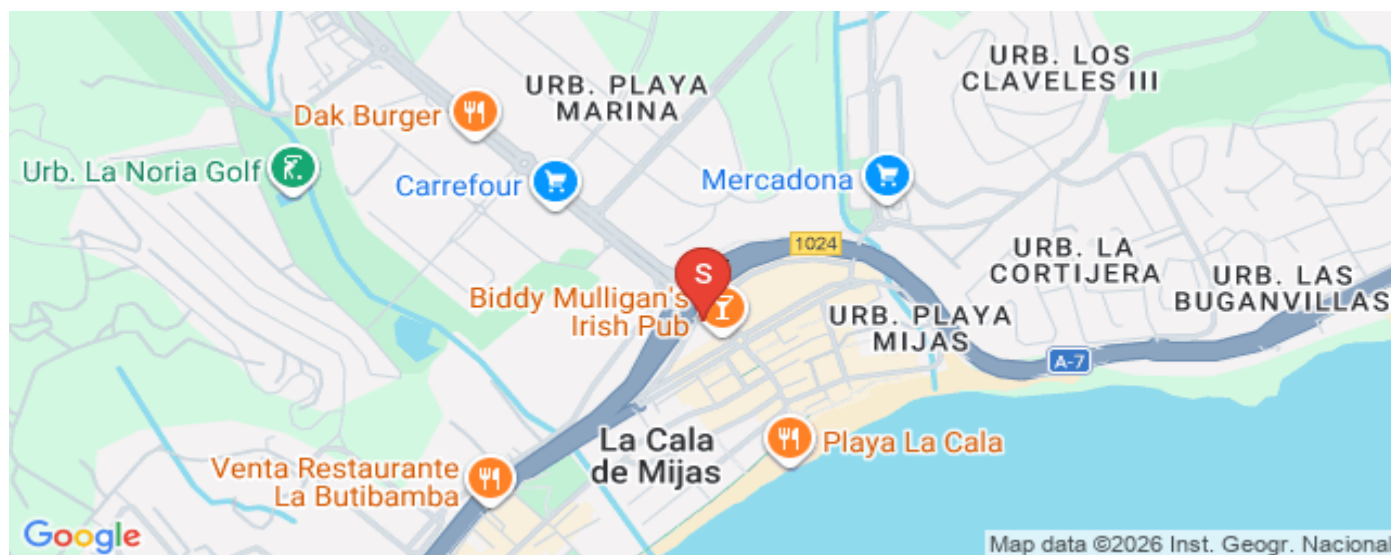 URB. LOS
CLAVELES III
URB. PLAYA
MARINA
Dak Burger
Urb. La Noria Golf
Carrefour
Mercadona
1024
URB. LA
CORTIJERA
URB. LAS
BUGANVILLAS
S
Biddy Mulligan's
Irish Pub
URB. PLAYA
MIJAS
A-7
La Cala
de Mijas
Playa La Cala
Venta Restaurante
La Butibamba
Google
Map data ©2026 Inst. Geogr. Nacional